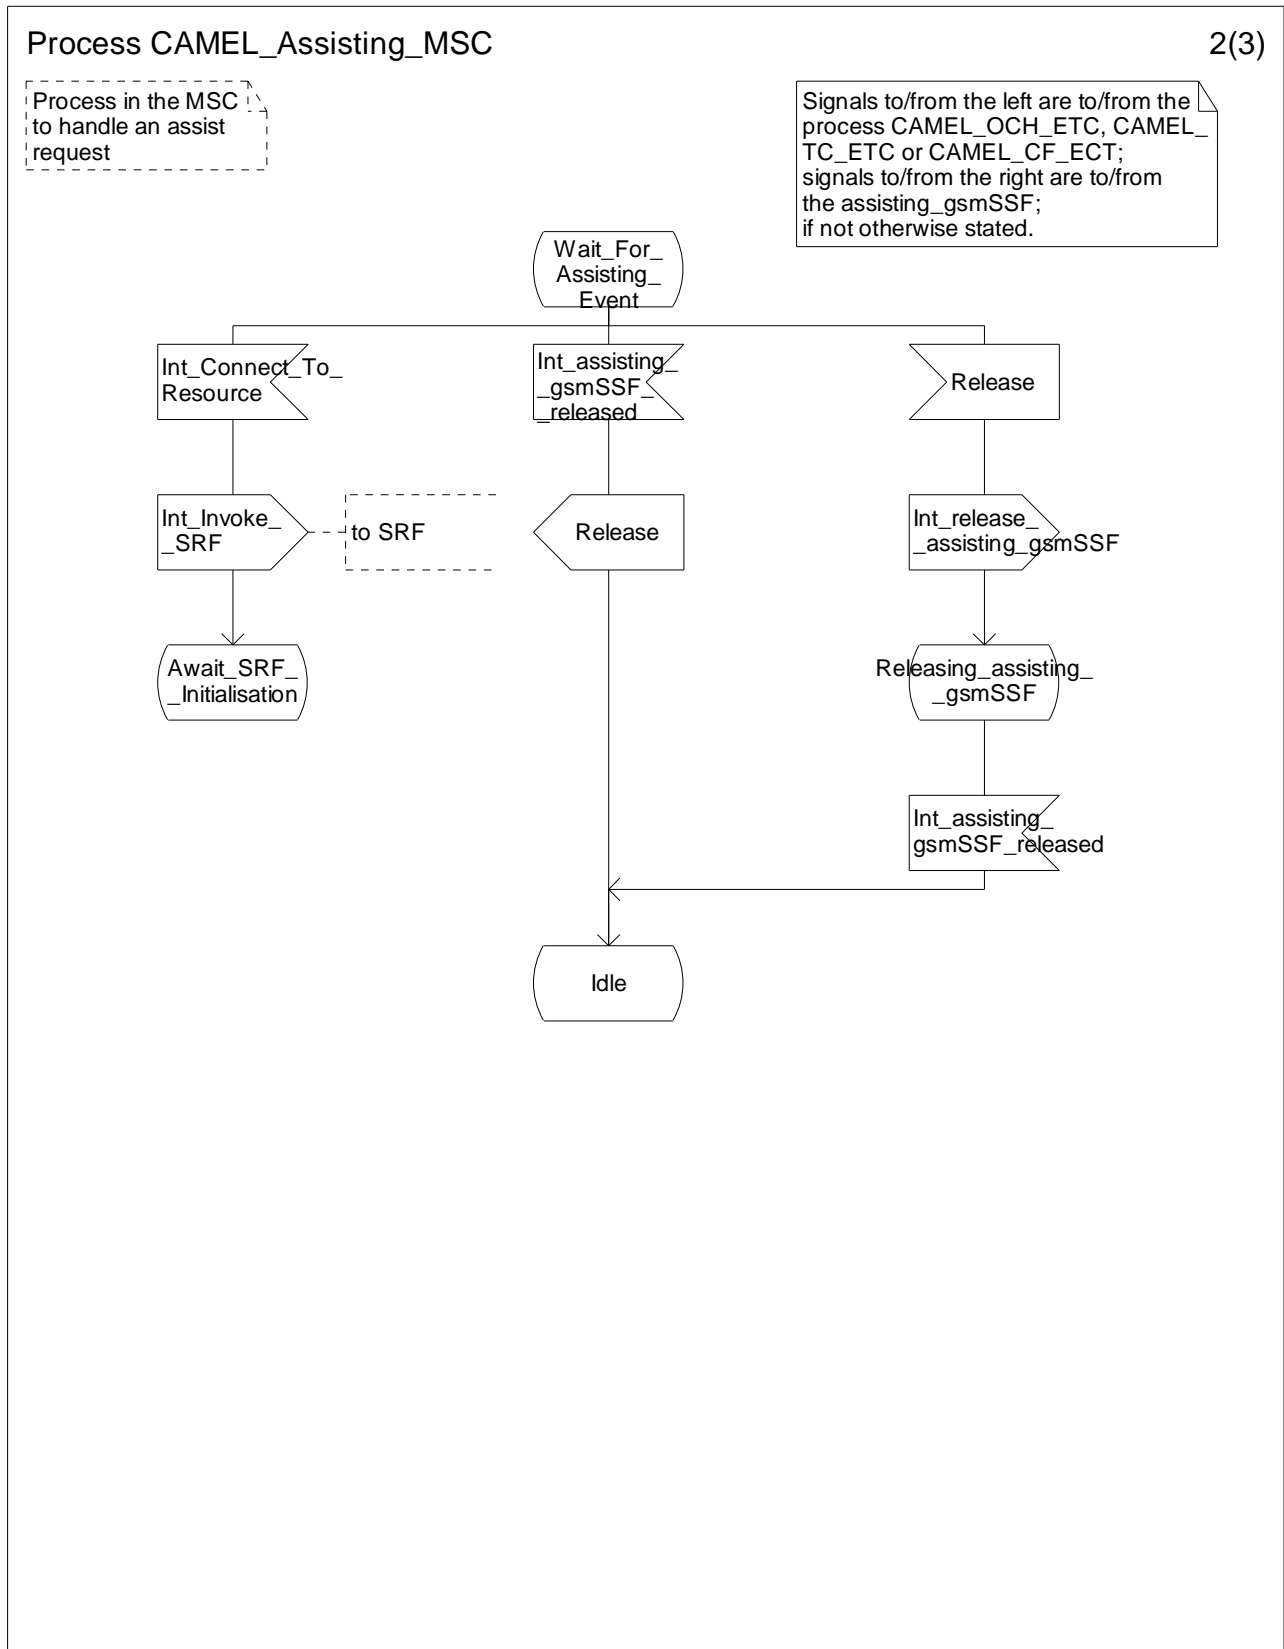 Process CAMEL_Assisting_MSC
2(3)
Process in the MSC
to handle an assist
request
Signals to/from the left are to/from the
process CAMEL_OCH_ETC, CAMEL_
TC_ETC or CAMEL_CF_ECT;
signals to/from the right are to/from
the assisting_gsmSSF;
if not otherwise stated.
Wait_For_
Assisting_
Event
Int_Connect_To_
Resource
Int_assisting_
_gsmSSF_
_released
Release
Int_Invoke_
_SRF
to SRF
Release
Int_release_
_assisting_gsmSSF
Await_SRF_
_Initialisation
Releasing_assisting_
_gsmSSF
Int_assisting_
gsmSSF_released
Idle